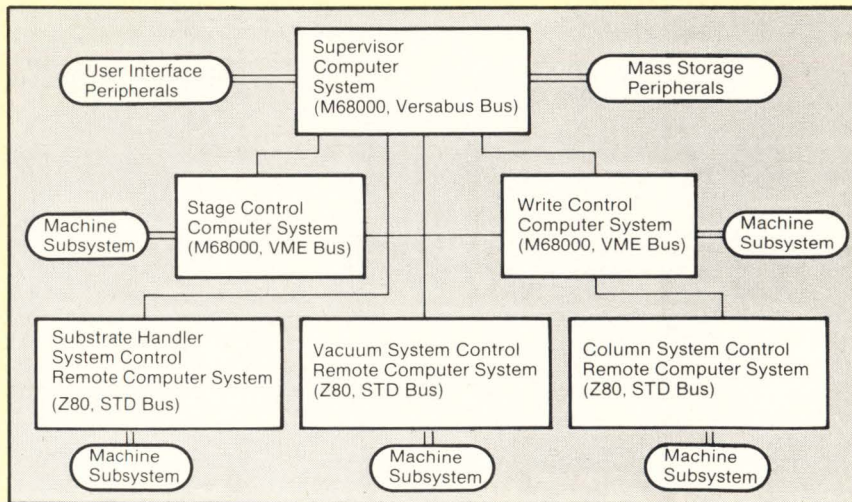 Supervisor
Computer
System
(M68000, Versabus Bus)
User Interface
Peripherals
Mass Storage
Peripherals
Stage Control
Computer System
(M68000, VME Bus)
Write Control
Computer System
(M68000, VME Bus)
Machine
Subsystem
Machine
Subsystem
Substrate Handler
System Control
Remote Computer System
(Z80, STD Bus)
Vacuum System Control
Remote Computer System
(Z80, STD Bus)
Column System Control
Remote Computer System
(Z80, STD Bus)
Machine
Subsystem
Machine
Subsystem
Machine
Subsystem